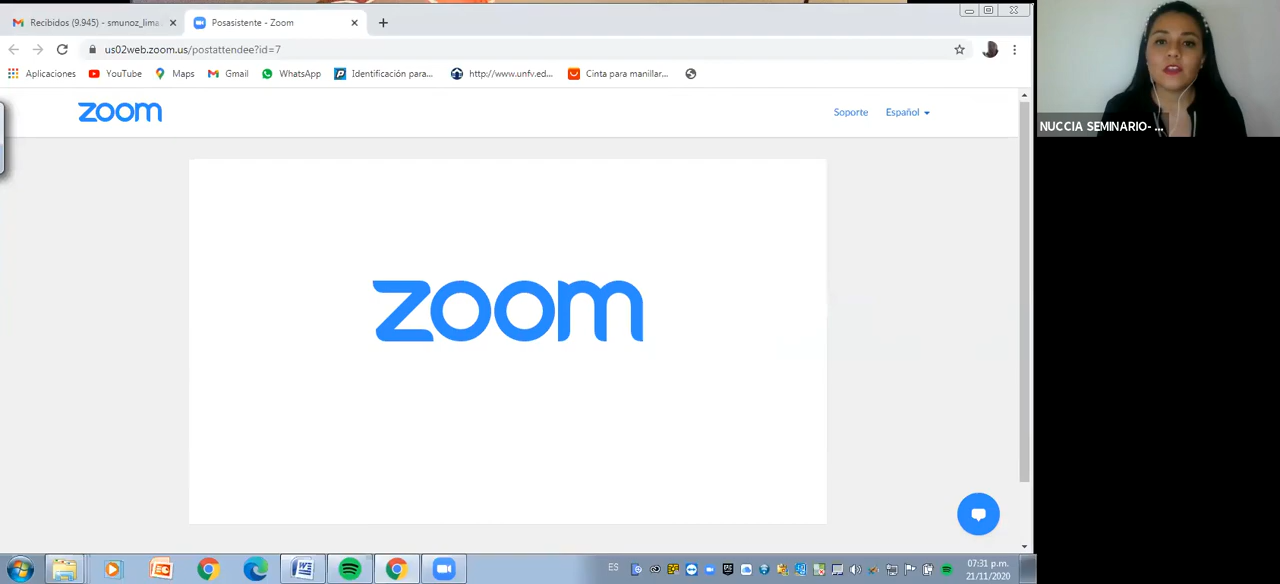 Recibidos (9.945) - smunoz_lima
Posasistente - Zoom
us02web.zoom.us/postattendee?id=7
Aplicaciones
YouTube
Maps
Gmail
WhatsApp
Identificación para...
http://www.unfv.ed...
Cinta para manillar...
zoom
Soporte
Español
zoom
NUCCIA SEMINARIO- ...
ES
07:31 p.m.
21/11/2020